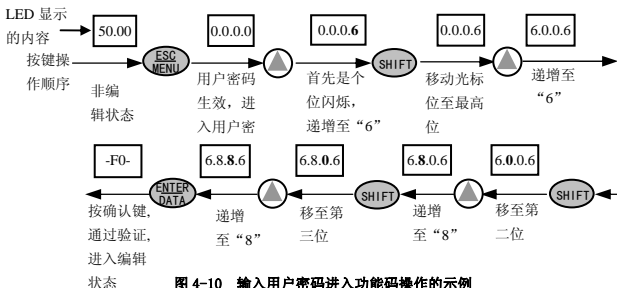 LED 显示
的内容
50.00
0.0.0.0
0.0.0.6
0.0.0.6
6.0.0.6
按键操
作顺序
ESC
MENU
SHIFT
非编
辑状态
用户密码
生效，进
入用户密
首先是个
位闪烁，
递增至“6”
移动光标
位至最高
位
递增至
“6”
-F0-
6.8.8.6
6.8.0.6
6.8.0.6
6.0.0.6
ENTER
DATA
SHIFT
SHIFT
按确认键，
通过验证，
进入编辑
状态
递增
至“8”
移至第
三位
递增
至“8”
移至第
二位
图 4-10 输入用户密码进入功能码操作的示例